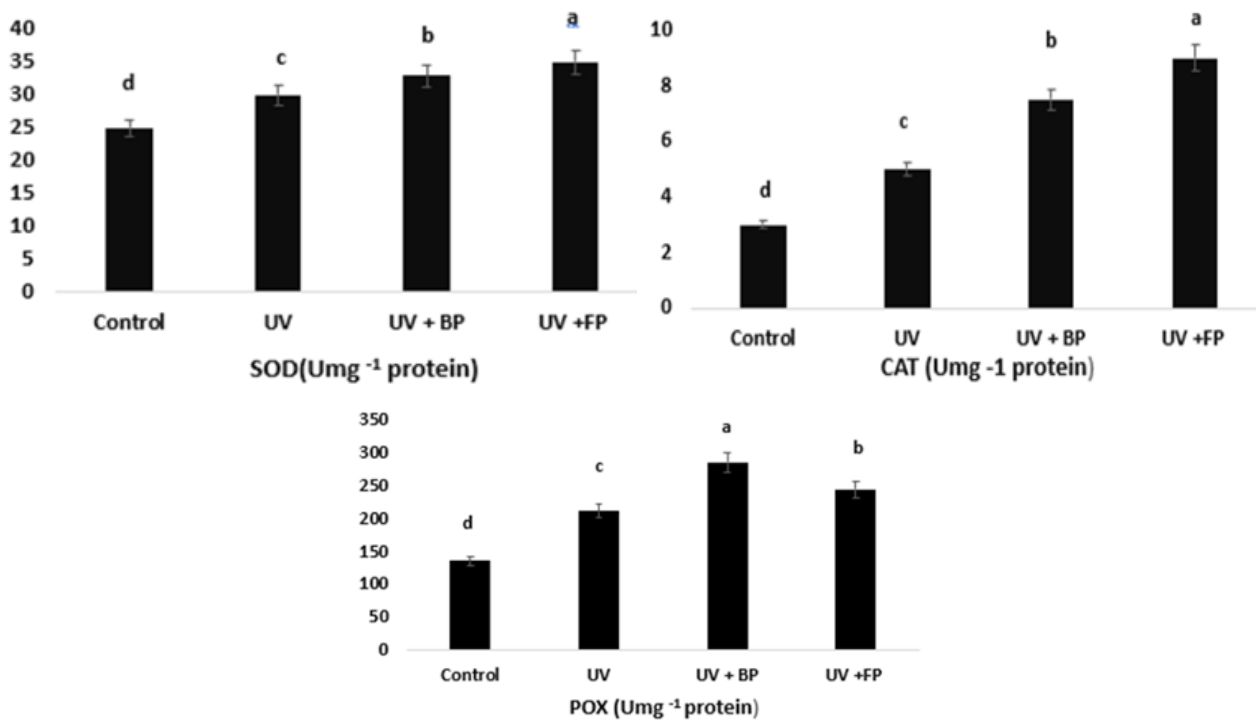 40
35
30
25
20
15
10
5
0
d
c
b
a
Control UV UV + BP UV +FP
SOD(Umg -1 protein)
10
8
6
4
2
0
d
c
b
a
Control UV UV + BP UV +FP
CAT (Umg -1 protein)
350
300
250
200
150
100
50
0
d
c
a
b
Control UV UV + BP UV +FP
POX (Umg -1 protein)